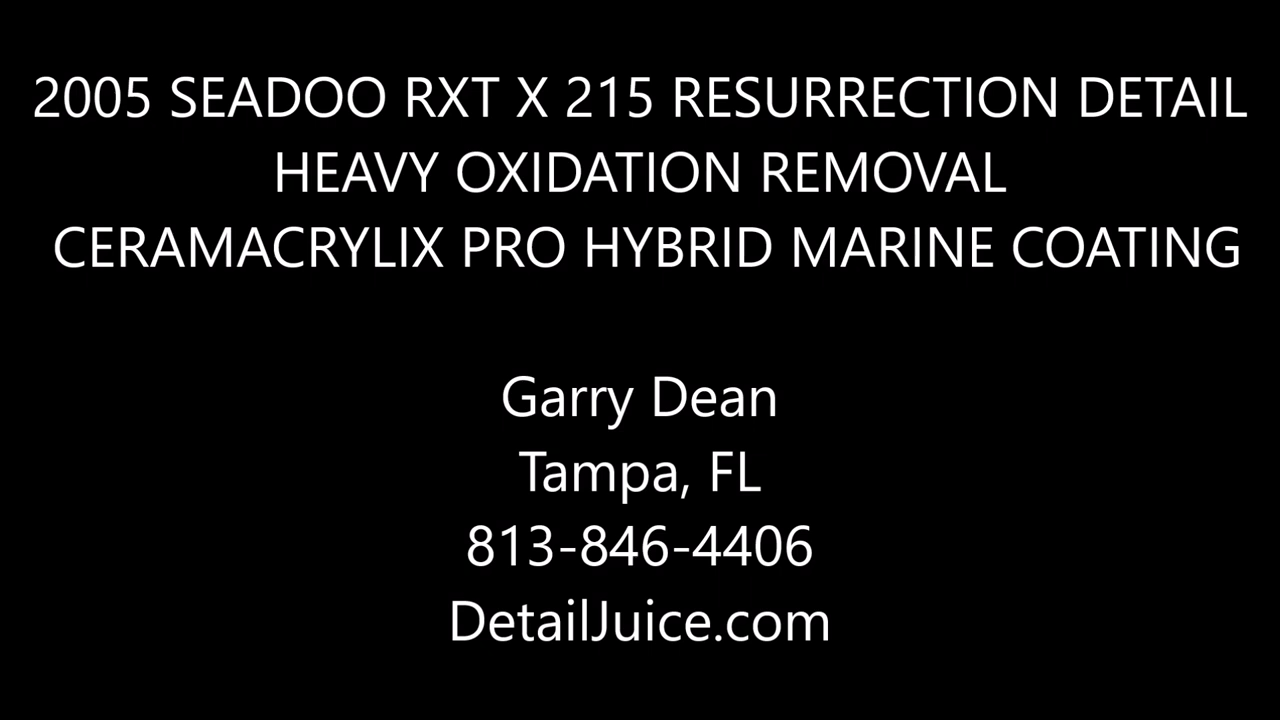 2005 SEADOO RXT X 215 RESURRECTION DETAIL
HEAVY OXIDATION REMOVAL
CERAMACRYLIX PRO HYBRID MARINE COATING
Garry Dean
Tampa, FL
813-846-4406
DetailJuice.com